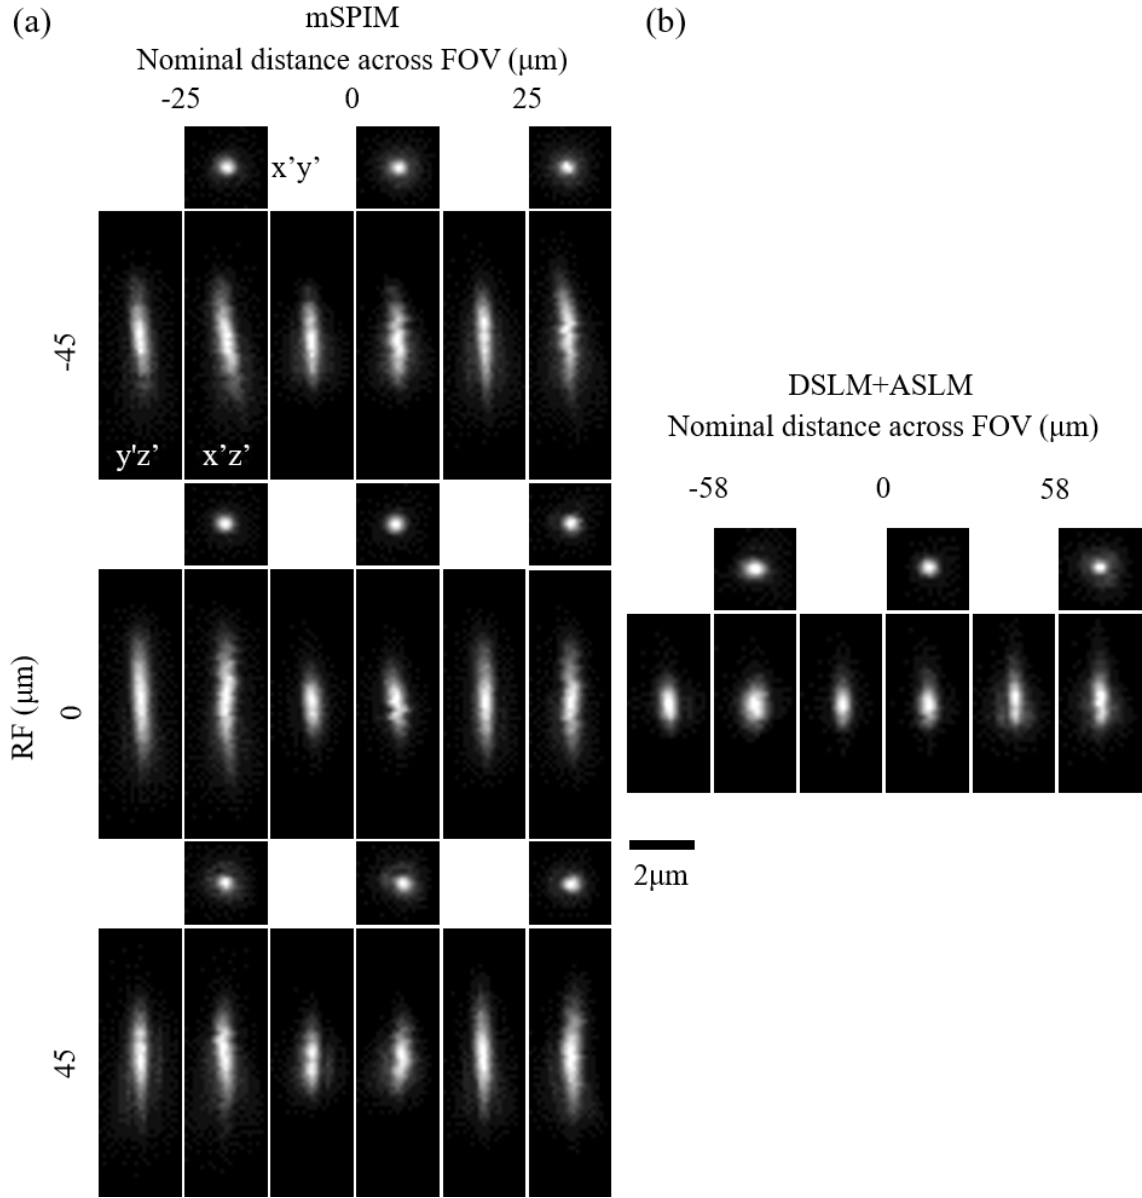 (a)
mSPIM
Nominal distance across FOV (μm)
-25 0 25
x’y’
-45
y'z’ x’z’
RF (μm)
0
45
(b)
DSLM+ASLM
Nominal distance across FOV (μm)
-58 0 58
2μm